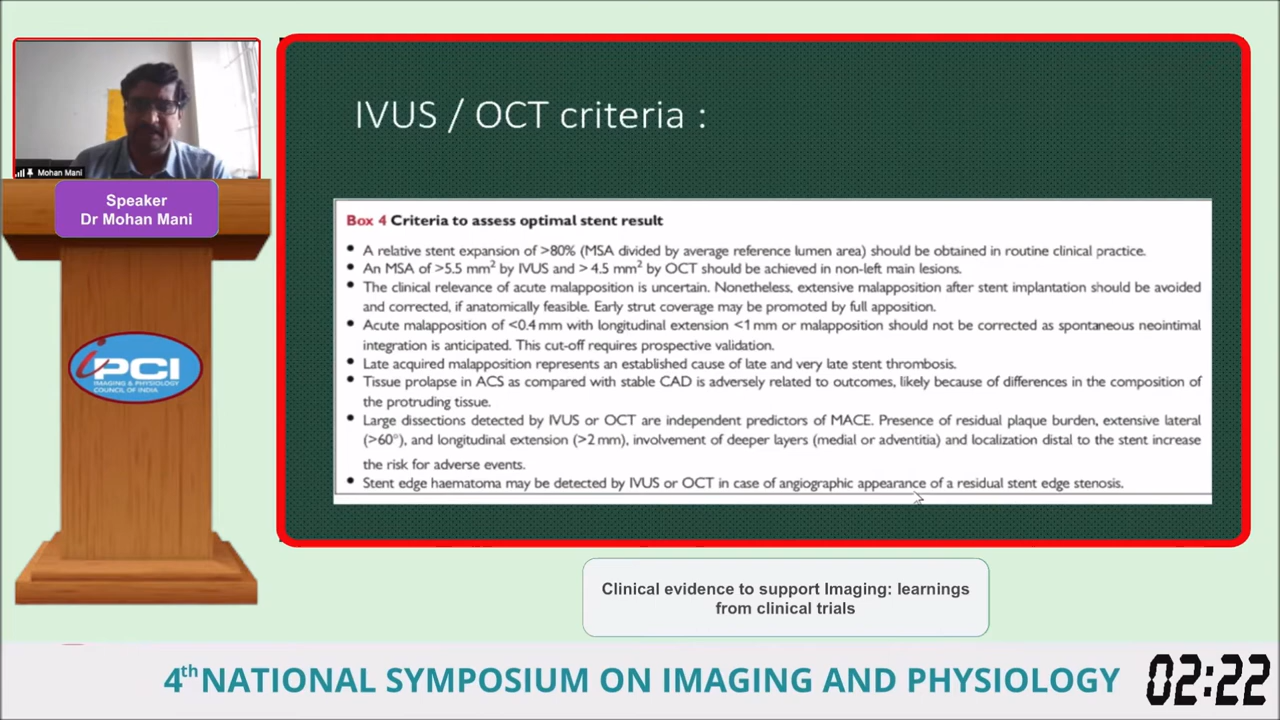 Mohan Mani
Speaker
Dr Mohan Mani
iPCI
IMAGING & PHYSIOLOGY
COUNCIL OF INDIA
IVUS / OCT criteria :
Box 4 Criteria to assess optimal stent result
• A relative stent expansion of >80% (MSA divided by average reference lumen area) should be obtained in routine clinical practice.
• An MSA of >5.5 mm² by IVUS and > 4.5 mm² by OCT should be achieved in non-left main lesions.
• The clinical relevance of acute malapposition is uncertain. Nonetheless, extensive malapposition after stent implantation should be avoided
and corrected, if anatomically feasible. Early strut coverage may be promoted by full apposition.
• Acute malapposition of <0.4 mm with longitudinal extension <1 mm or malapposition should not be corrected as spontaneous neointimal
integration is anticipated. This cut-off requires prospective validation.
• Late acquired malapposition represents an established cause of late and very late stent thrombosis.
• Tissue prolapse in ACS as compared with stable CAD is adversely related to outcomes, likely because of differences in the composition of
the protruding tissue.
• Large dissections detected by IVUS or OCT are independent predictors of MACE. Presence of residual plaque burden, extensive lateral
(>60°), and longitudinal extension (>2 mm), involvement of deeper layers (medial or adventitia) and localization distal to the stent increase
the risk for adverse events.
• Stent edge haematoma may be detected by IVUS or OCT in case of angiographic appearance of a residual stent edge stenosis.
Clinical evidence to support Imaging: learnings
from clinical trials
4th NATIONAL SYMPOSIUM ON IMAGING AND PHYSIOLOGY
02:22